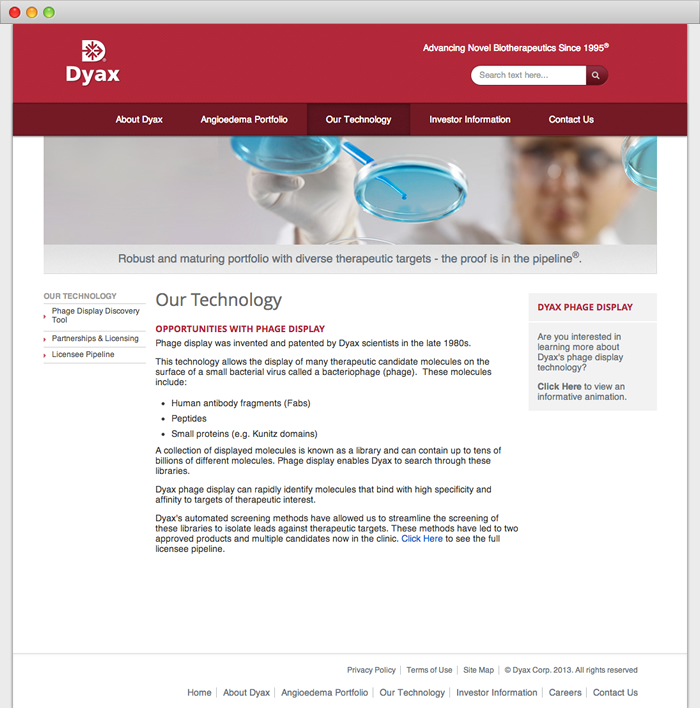 Dyax
Advancing Novel Biotherapeutics Since 1995®
Search text here...
About Dyax
Angioedema Portfolio
Our Technology
Investor Information
Contact Us
Robust and maturing portfolio with diverse therapeutic targets - the proof is in the pipeline®.
OUR TECHNOLOGY
Phage Display Discovery
Tool
Partnerships & Licensing
Licensee Pipeline
Our Technology
OPPORTUNITIES WITH PHAGE DISPLAY
Phage display was invented and patented by Dyax scientists in the late 1980s.
This technology allows the display of many therapeutic candidate molecules on the
surface of a small bacterial virus called a bacteriophage (phage). These molecules
include:
• Human antibody fragments (Fabs)
• Peptides
• Small proteins (e.g. Kunitz domains)
A collection of displayed molecules is known as a library and can contain up to tens of
billions of different molecules. Phage display enables Dyax to search through these
libraries.
Dyax phage display can rapidly identify molecules that bind with high specificity and
affinity to targets of therapeutic interest.
Dyax's automated screening methods have allowed us to streamline the screening of
these libraries to isolate leads against therapeutic targets. These methods have led to two
approved products and multiple candidates now in the clinic. Click Here to see the full
licensee pipeline.
DYAX PHAGE DISPLAY
Are you interested in
learning more about
Dyax's phage display
technology?
Click Here to view an
informative animation.
Privacy Policy | Terms of Use | Site Map | © Dyax Corp. 2013. All rights reserved
Home | About Dyax | Angioedema Portfolio | Our Technology | Investor Information | Careers | Contact Us